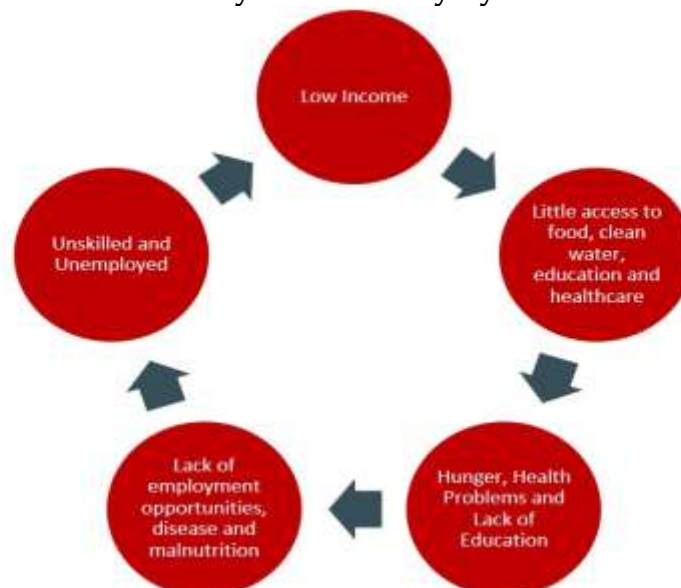 Low Income
Little access to
food, clean
water,
education and
healthcare
Hunger, Health
Problems and
Lack of
Education
Lack of
employment
opportunities,
disease and
malnutrition
Unskilled and
Unemployed